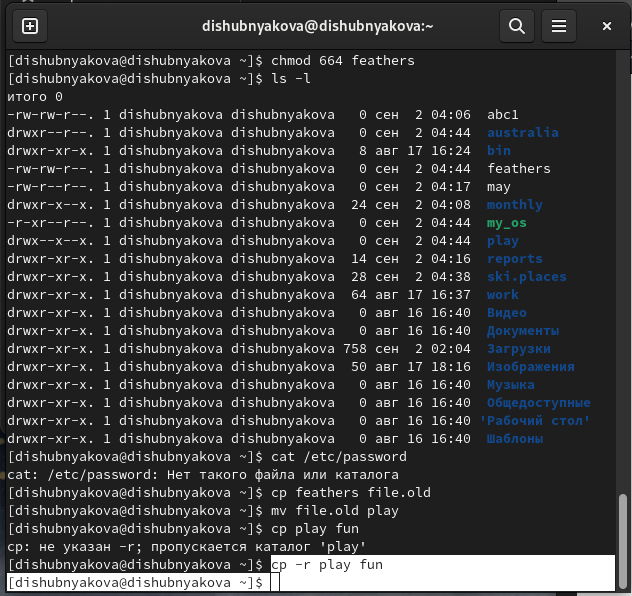 dishubnyakova@dishubnyakova:~
[dishubnyakova@dishubnyakova ~]$ chmod 664 feathers
[dishubnyakova@dishubnyakova ~]$ ls -l
итого 0
-rw-rw-r--. 1 dishubnyakova dishubnyakova   0 сен  2 04:06  abc1
drwxr--r--. 1 dishubnyakova dishubnyakova   0 сен  2 04:44  australia
drwxr-xr-x. 1 dishubnyakova dishubnyakova   8 авг 17 16:24  bin
-rw-rw-r--. 1 dishubnyakova dishubnyakova   0 сен  2 04:44  feathers
-rw-rw-r--. 1 dishubnyakova dishubnyakova   0 сен  2 04:17  may
drwxr-x--x. 1 dishubnyakova dishubnyakova  24 сен  2 04:08  monthly
-r-xr--r--. 1 dishubnyakova dishubnyakova   0 сен  2 04:44  my_os
drwx--x--x. 1 dishubnyakova dishubnyakova   0 сен  2 04:44  play
drwxr-xr-x. 1 dishubnyakova dishubnyakova  14 сен  2 04:16  reports
drwxr-xr-x. 1 dishubnyakova dishubnyakova  28 сен  2 04:38  ski.places
drwxr-xr-x. 1 dishubnyakova dishubnyakova  64 авг 17 16:37  work
drwxr-xr-x. 1 dishubnyakova dishubnyakova   0 авг 16 16:40  Видео
drwxr-xr-x. 1 dishubnyakova dishubnyakova   0 авг 16 16:40  Документы
drwxr-xr-x. 1 dishubnyakova dishubnyakova 758 сен  2 02:04  Загрузки
drwxr-xr-x. 1 dishubnyakova dishubnyakova  50 авг 17 18:16  Изображения
drwxr-xr-x. 1 dishubnyakova dishubnyakova   0 авг 16 16:40  Музыка
drwxr-xr-x. 1 dishubnyakova dishubnyakova   0 авг 16 16:40  Общедоступные
drwxr-xr-x. 1 dishubnyakova dishubnyakova   0 авг 16 16:40 'Рабочий стол'
drwxr-xr-x. 1 dishubnyakova dishubnyakova   0 авг 16 16:40  Шаблоны
[dishubnyakova@dishubnyakova ~]$ cat /etc/password
cat: /etc/password: Нет такого файла или каталога
[dishubnyakova@dishubnyakova ~]$ cp feathers file.old
[dishubnyakova@dishubnyakova ~]$ mv file.old play
[dishubnyakova@dishubnyakova ~]$ cp play fun
cp: не указан -r; пропускается каталог 'play'
[dishubnyakova@dishubnyakova ~]$ cp -r play fun
[dishubnyakova@dishubnyakova ~]$